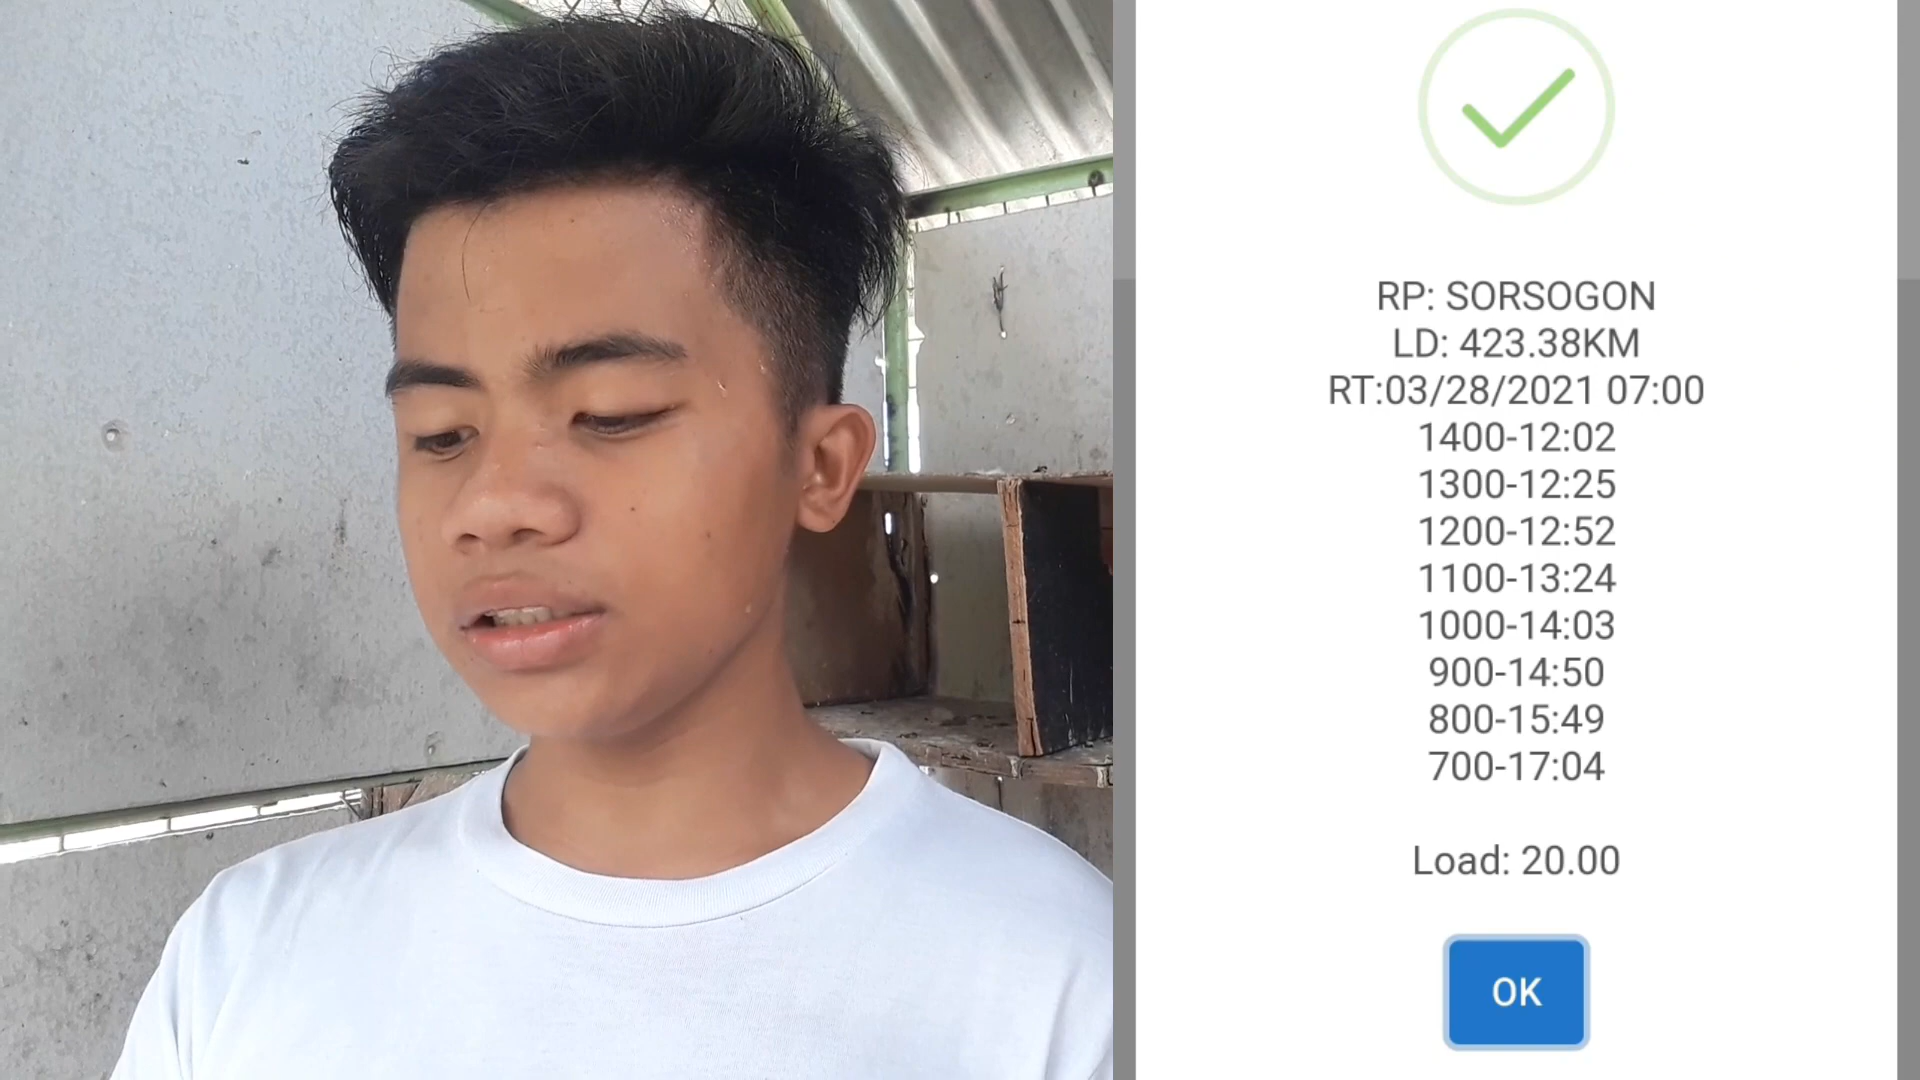 RP: SORSOGON
LD: 423.38KM
RT:03/28/2021 07:00
1400-12:02
1300-12:25
1200-12:52
1100-13:24
1000-14:03
900-14:50
800-15:49
700-17:04
Load: 20.00
OK